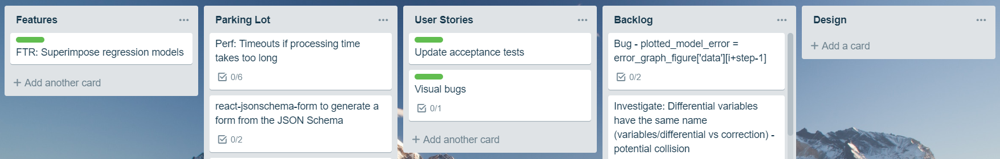 Features
FTR: Superimpose regression models
+ Add another card
Parking Lot
Perf: Timeouts if processing time
takes too long
0/6
react-jsonschema-form to generate a
form from the JSON Schema
0/2
User Stories
Update acceptance tests
Visual bugs
0/1
+ Add another card
Backlog
Bug - plotted_model_error =
error_graph_figure['data'][i+step-1]
0/2
Investigate: Differential variables
have the same name
(variables/differential vs correction) -
potential collision
Design
+ Add a card